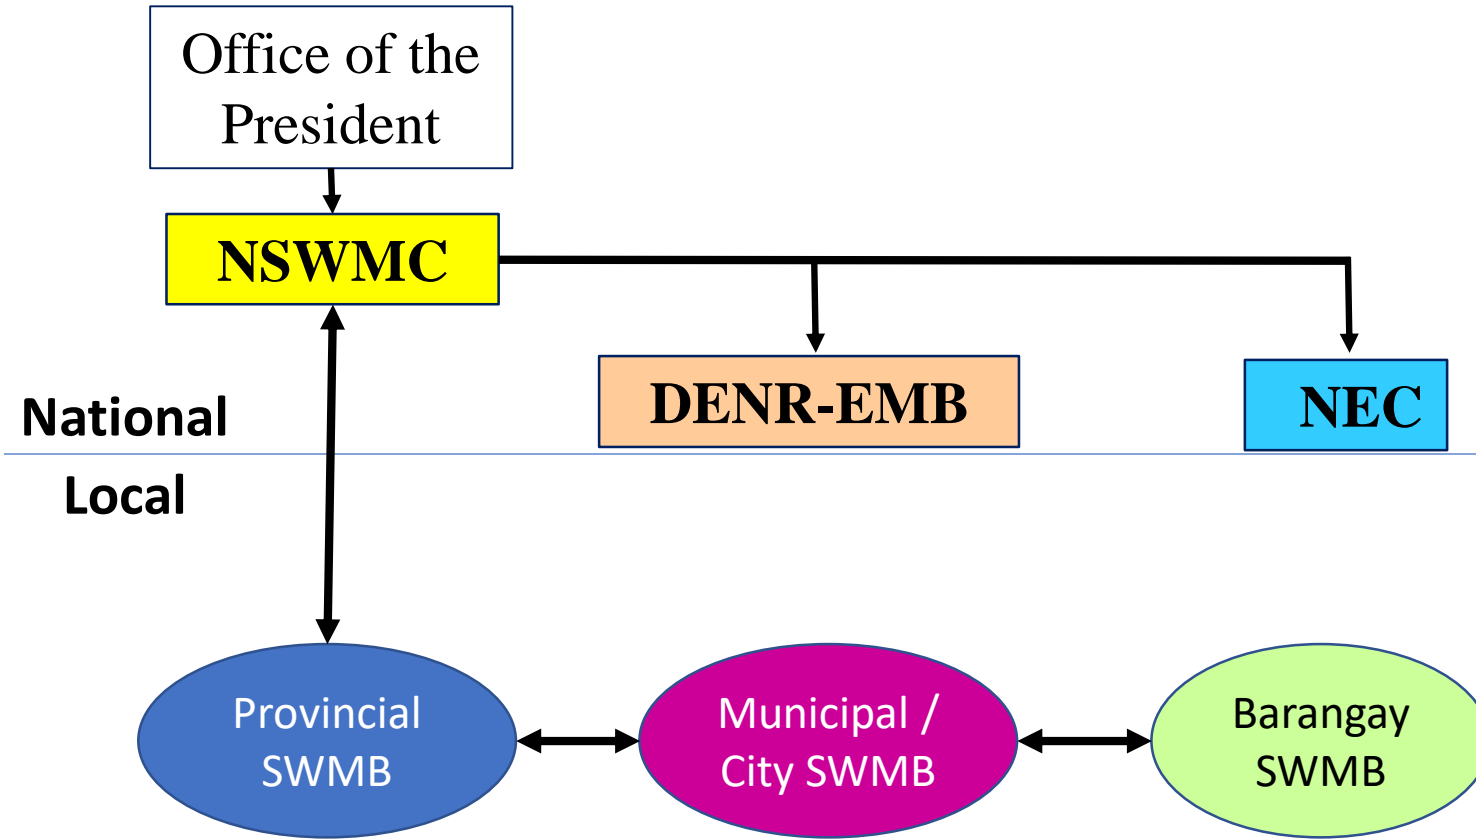 Office of the
President
NSWMC
DENR-EMB
NEC
National
Local
Provincial
SWMB
Municipal /
City SWMB
Barangay
SWMB